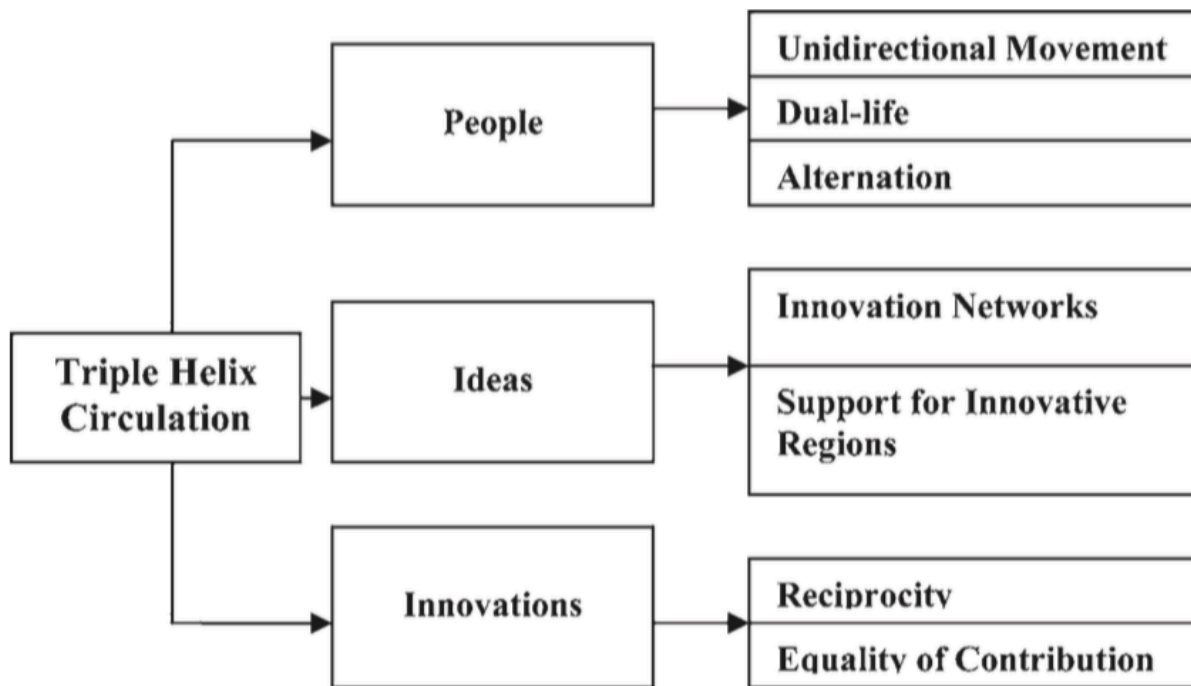 Unidirectional Movement
People
Dual-life
Alternation
Triple Helix
Circulation
Ideas
Innovation Networks
Support for Innovative
Regions
Innovations
Reciprocity
Equality of Contribution